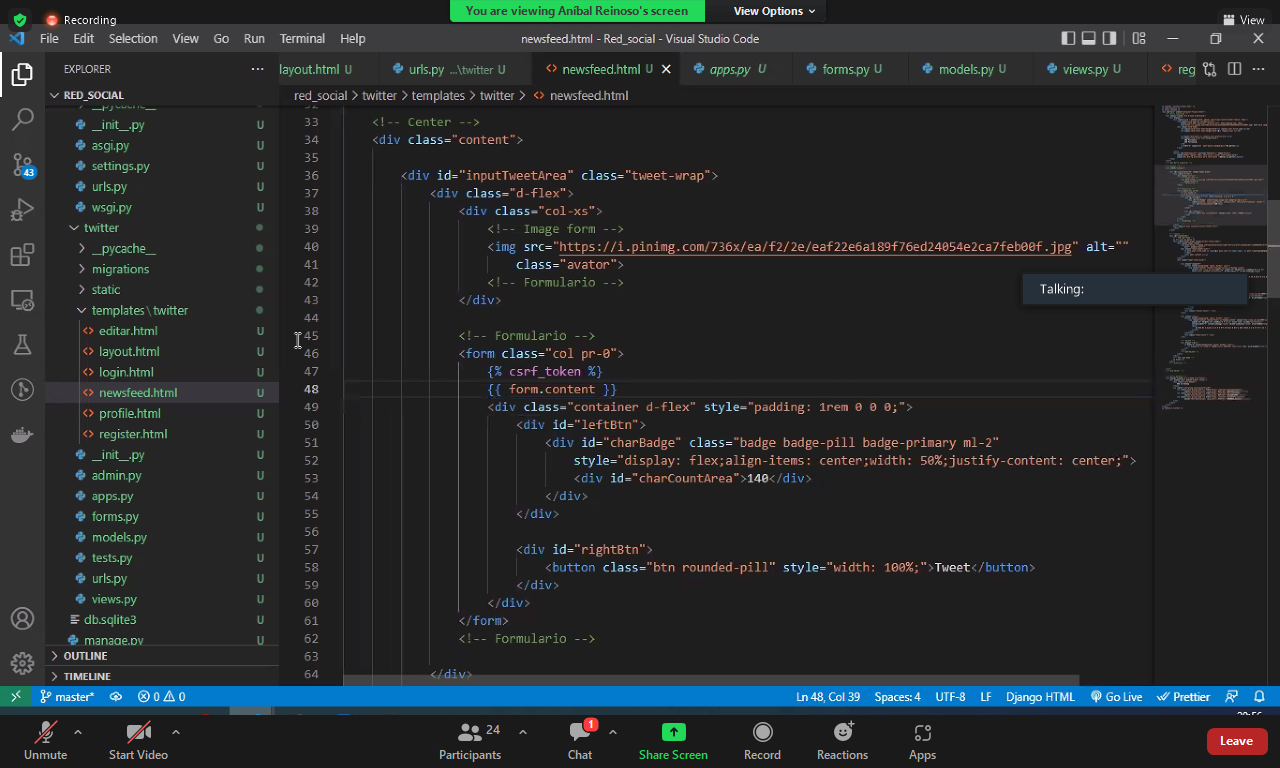 You are viewing Aníbal Reinoso's screen
View Options
Recording
View
File Edit Selection View Go Run Terminal Help
newsfeed.html - Red_social - Visual Studio Code
EXPLORER
layout.html U
urls.py ...\twitter U
newsfeed.html U
apps.py U
forms.py U
models.py U
views.py U
reg
RED_SOCIAL
red_social > twitter > templates > twitter > newsfeed.html
__pycache__
__init__.py U
asgi.py U
settings.py U
urls.py U
wsgi.py U
twitter
__pycache__
migrations
static
templates \ twitter
editar.html U
layout.html U
login.html U
newsfeed.html U
profile.html U
register.html U
__init__.py U
admin.py U
apps.py U
forms.py U
models.py U
tests.py U
urls.py U
views.py U
db.sqlite3 U
manage.py U
OUTLINE
TIMELINE
43
32
33 <!-- Center -->
34 <div class="content">
35
36 <div id="inputTweetArea" class="tweet-wrap">
37 <div class="d-flex">
38 <div class="col-xs">
39 <!-- Image form -->
40 <img src="https://i.pinimg.com/736x/ea/f2/2e/eaf22e6a189f76ed24054e2ca7feb00f.jpg" alt=""
41 class="avator">
42 <!-- Formulario -->
43 </div>
44
45 <!-- Formulario -->
46 <form class="col pr-0">
47 {% csrf_token %}
48 {{ form.content }}
49 <div class="container d-flex" style="padding: 1rem 0 0 0;">
50 <div id="leftBtn">
51 <div id="charBadge" class="badge badge-pill badge-primary ml-2"
52 style="display: flex;align-items: center;width: 50%;justify-content: center;">
53 <div id="charCountArea">140</div>
54 </div>
55 </div>
56
57 <div id="rightBtn">
58 <button class="btn rounded-pill" style="width: 100%;">Tweet</button>
59 </div>
60 </div>
61 </form>
62 <!-- Formulario -->
63
64 </div>
Talking:
master* 0 0
Ln 48, Col 39 Spaces: 4 UTF-8 LF Django HTML Go Live Prettier
Unmute
Start Video
Participants 24
Chat 1
Share Screen
Record
Reactions
Apps
Leave